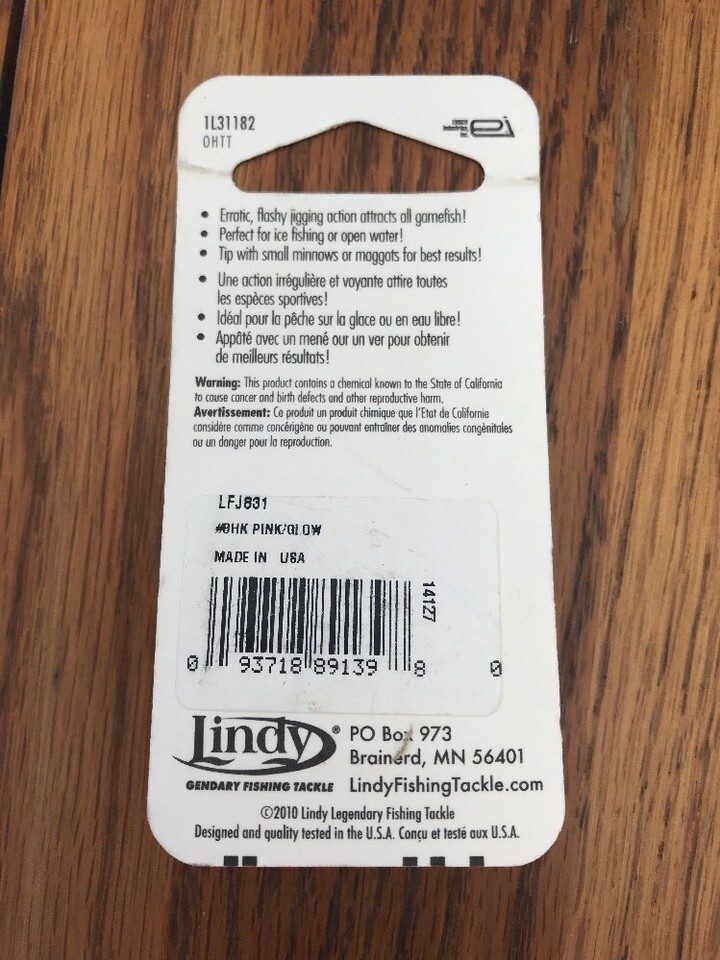 1L31182
OHTT
ei
• Erratic, flashy jigging action attracts all gamefish!
• Perfect for ice fishing or open water!
• Tip with small minnows or maggots for best results!
• Une action irrégulière et voyante attire toutes
les espèces sportives!
• Idéal pour la pêche sur la glace ou en eau libre!
• Appâté avec un mené our un ver pour obtenir
de meilleurs résultats!
Warning: This product contains a chemical known to the State of California
to cause cancer and birth defects and other reproductive harm.
Avertissement: Ce produit un produit chimique que l'Etat de Californie
considère comme concérigène ou pouvant entraîner des anomalies congènitales
ou un danger pour la reproduction.
LFJ831
#8HK PINK/GLOW
MADE IN USA
14127
0 93718 89139 8 0
Lindy®
GENDARY FISHING TACKLE
PO Box 973
Brainerd, MN 56401
LindyFishingTackle.com
©2010 Lindy Legendary Fishing Tackle
Designed and quality tested in the U.S.A. Conçu et testé aux U.S.A.